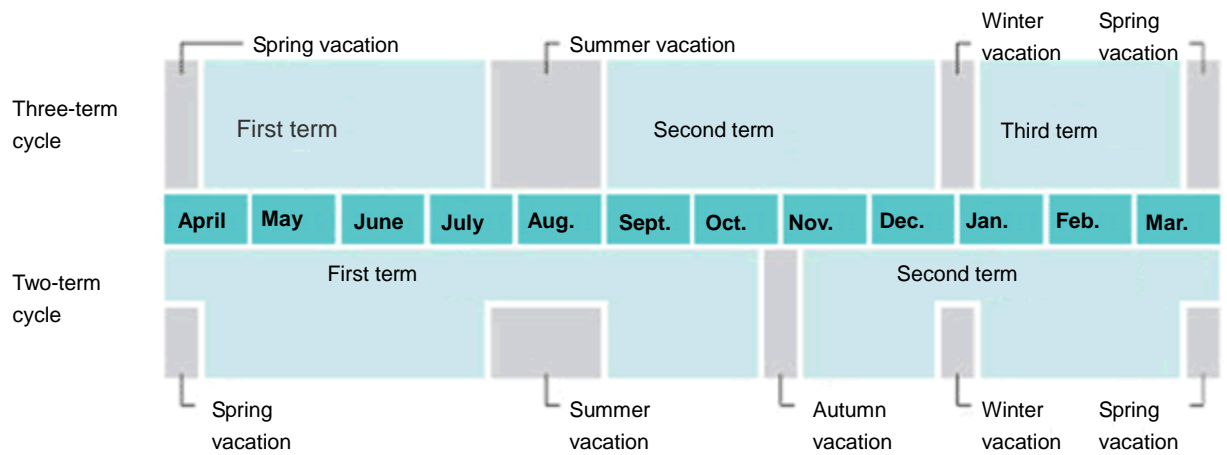 Spring vacation
Summer vacation
Winter
vacation
Spring
vacation
Three-term
cycle
First term
Second term
Third term
April May June July Aug. Sept. Oct. Nov. Dec. Jan. Feb. Mar.
Two-term
cycle
First term
Second term
Spring
vacation
Summer
vacation
Autumn
vacation
Winter
vacation
Spring
vacation